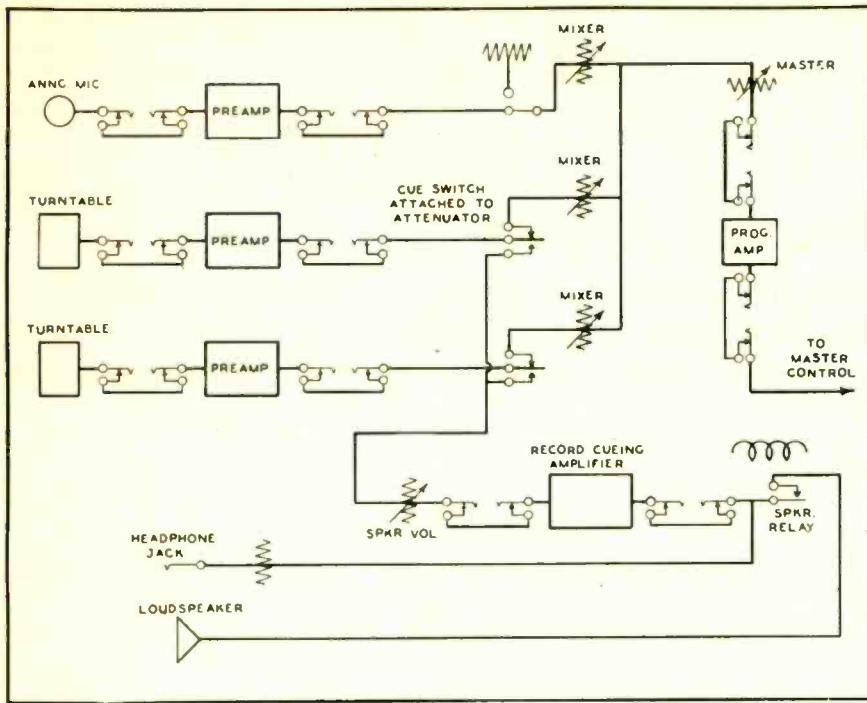 MIXER
MASTER
ANNG. MIC
PREAMP
TURNTABLE
CUE SWITCH
ATTACHED TO
ATTENUATOR
MIXER
PREAMP
PROG.
AMP
MIXER
TURNTABLE
PREAMP
TO
MASTER
CONTROL
RECORD CUEING
AMPLIFIER
SPKR VOL
SPKR.
RELAY
HEADPHONE
JACK
LOUDSPEAKER